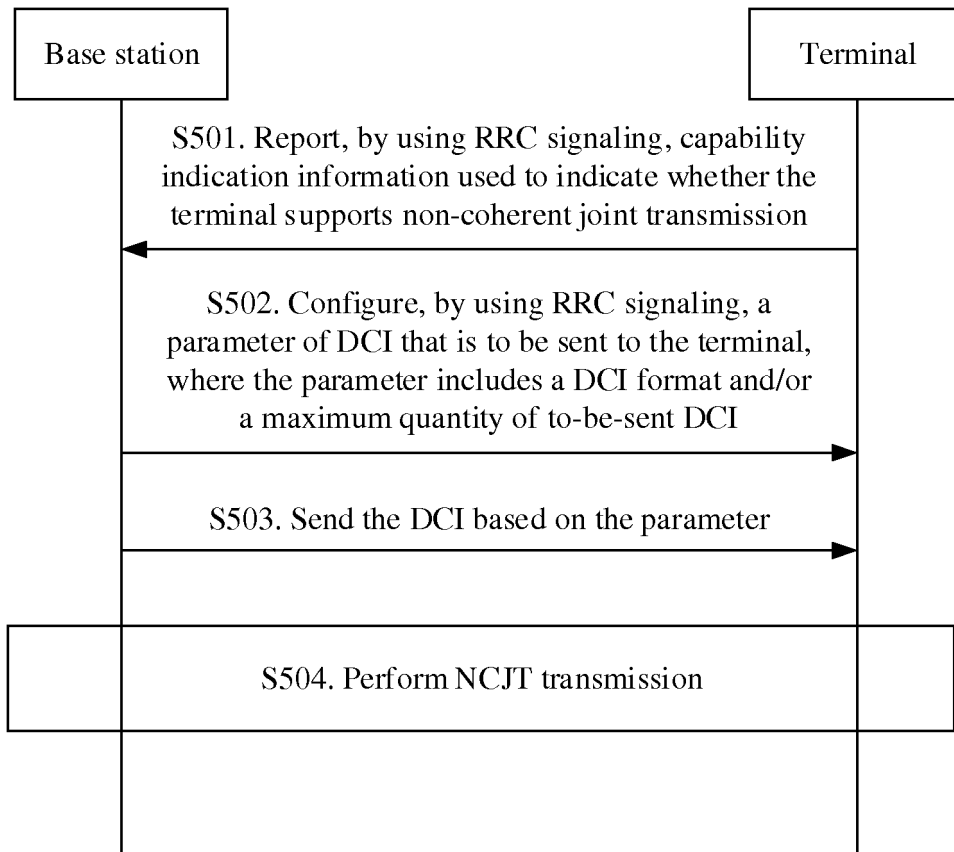 Base station
Terminal
S501. Report, by using RRC signaling, capability
indication information used to indicate whether the
terminal supports non-coherent joint transmission
S502. Configure, by using RRC signaling, a
parameter of DCI that is to be sent to the terminal,
where the parameter includes a DCI format and/or
a maximum quantity of to-be-sent DCI
S503. Send the DCI based on the parameter
S504. Perform NCJT transmission